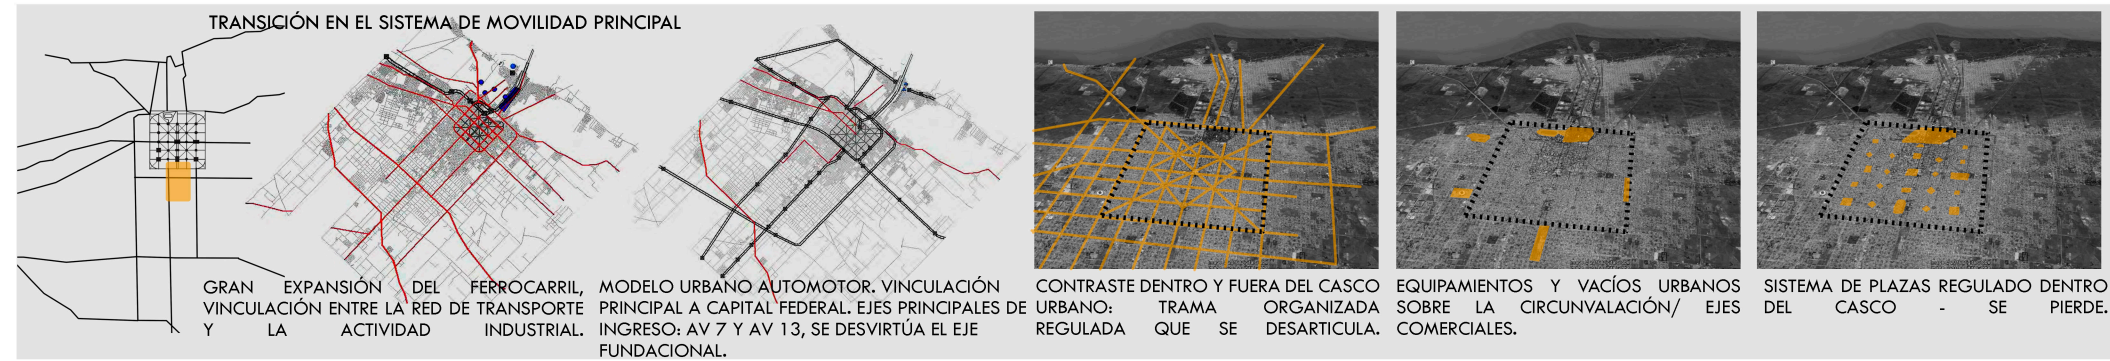 TRANSICIÓN EN EL SISTEMA DE MOVILIDAD PRINCIPAL
GRAN EXPANSIÓN DEL FERROCARRIL,
VINCULACIÓN ENTRE LA RED DE TRANSPORTE
Y LA ACTIVIDAD INDUSTRIAL.
MODELO URBANO AUTOMOTOR. VINCULACIÓN
PRINCIPAL A CAPITAL FEDERAL. EJES PRINCIPALES DE
INGRESO: AV 7 Y AV 13, SE DESVIRTÚA EL EJE
FUNDACIONAL.
CONTRASTE DENTRO Y FUERA DEL CASCO
URBANO: TRAMA ORGANIZADA
REGULADA QUE SE DESARTICULA.
EQUIPAMIENTOS Y VACÍOS URBANOS
SOBRE LA CIRCUNVALACIÓN/ EJES
COMERCIALES.
SISTEMA DE PLAZAS REGULADO DENTRO
DEL CASCO - SE PIERDE.